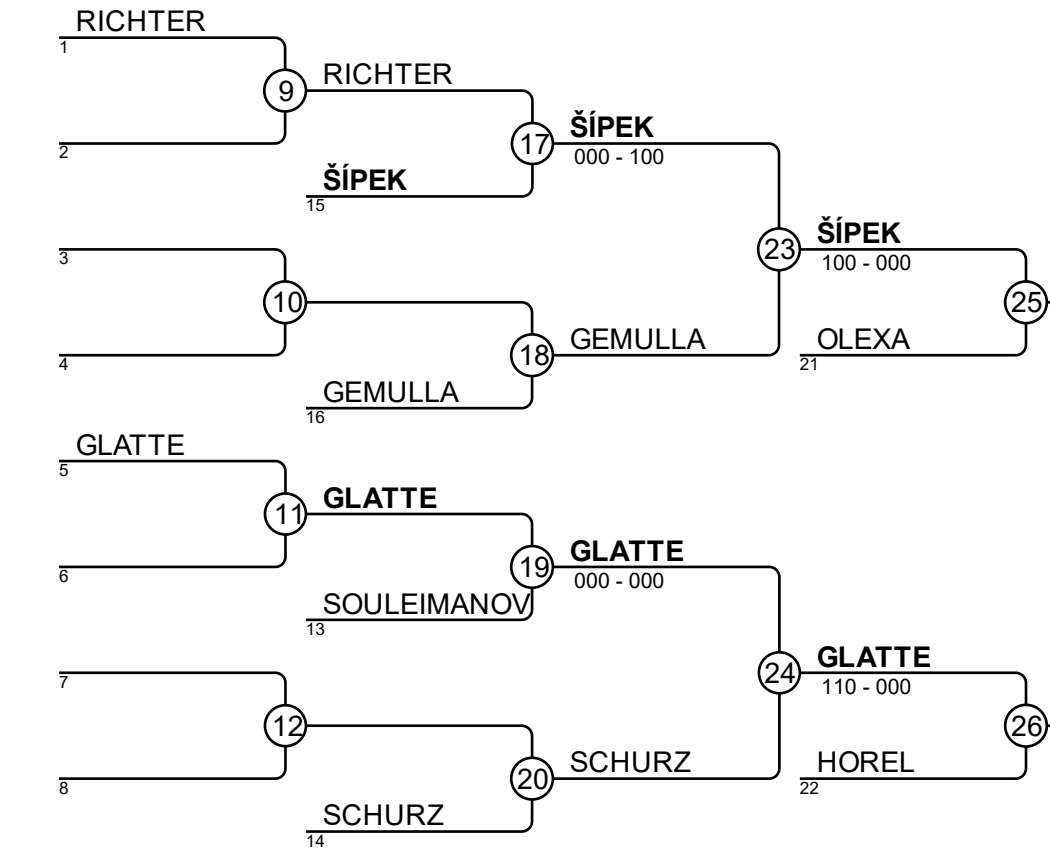 RICHTER
1
9
RICHTER
2
17
ŠÍPEK
000 - 100
ŠÍPEK
15
3
23
ŠÍPEK
100 - 000
10
25
4
18
GEMULLA
OLEXA
21
GEMULLA
16
GLATTE
5
11
GLATTE
6
19
GLATTE
000 - 000
SOULEIMANOV
13
7
24
GLATTE
110 - 000
12
26
8
20
SCHURZ
HOREL
22
SCHURZ
14